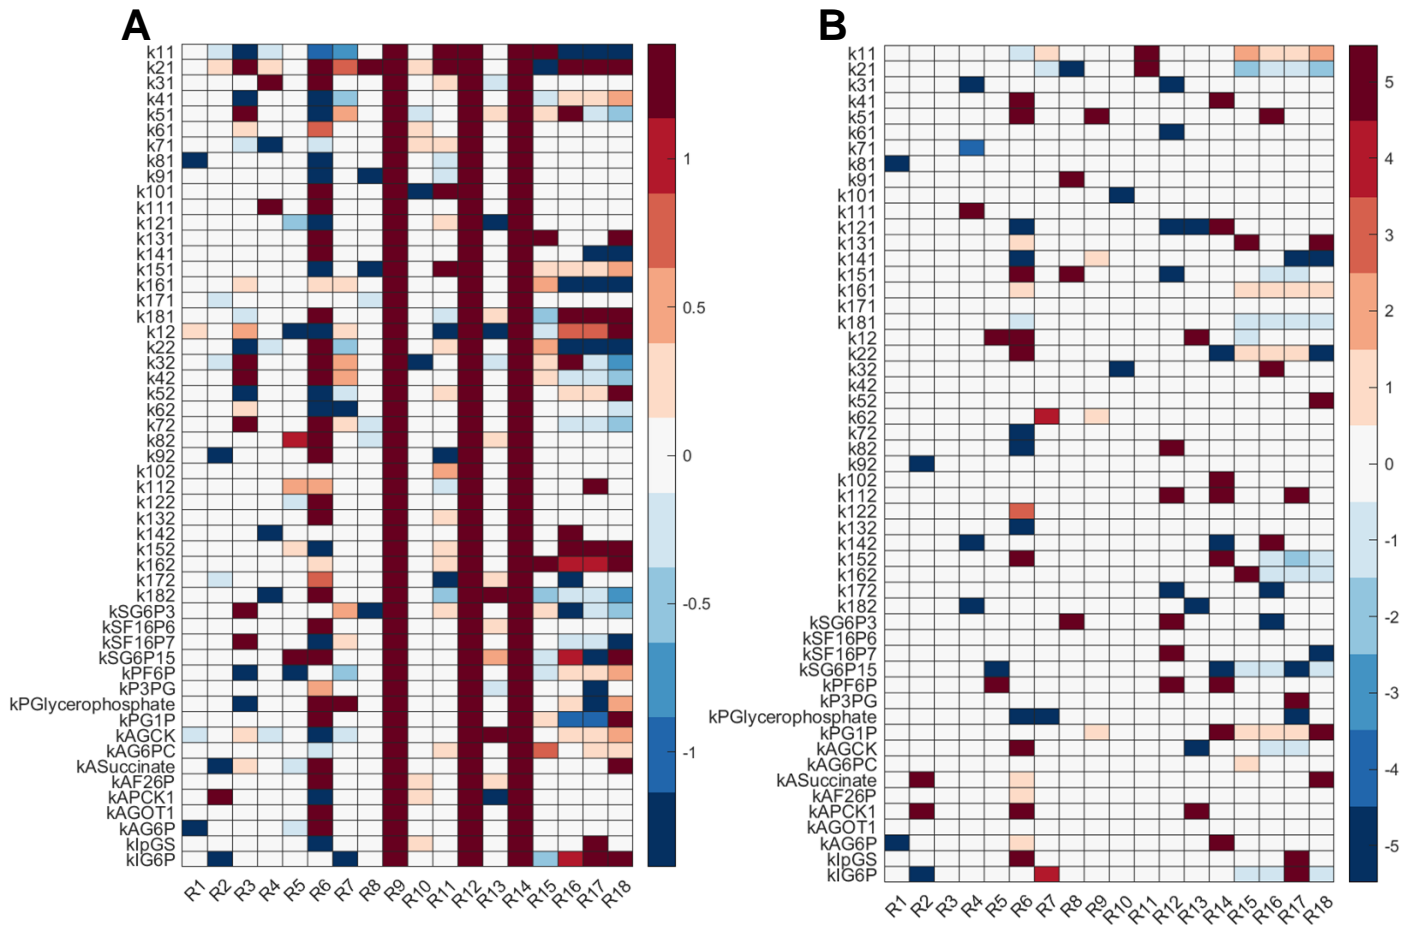 A
k11
k21
k31
k41
k51
k61
k71
k81
k91
k101
k111
k121
k131
k141
k151
k161
k171
k181
k12
k22
k32
k42
k52
k62
k72
k82
k92
k102
k112
k122
k132
k142
k152
k162
k172
k182
kSG6P3
kSF16P6
kSF16P7
kSG6P15
kPF6P
kP3PG
kPGlycerophosphate
kPG1P
kAGCK
kAG6PC
kASuccinate
kAF26P
kAPCK1
kAGOT1
kAG6P
kIpGS
kIG6P
R1 R2 R3 R4 R5 R6 R7 R8 R9 R10 R11 R12 R13 R14 R15 R16 R17 R18
1
0.5
0
-0.5
-1
B
k11
k21
k31
k41
k51
k61
k71
k81
k91
k101
k111
k121
k131
k141
k151
k161
k171
k181
k12
k22
k32
k42
k52
k62
k72
k82
k92
k102
k112
k122
k132
k142
k152
k162
k172
k182
kSG6P3
kSF16P6
kSF16P7
kSG6P15
kPF6P
kP3PG
kPGlycerophosphate
kPG1P
kAGCK
kAG6PC
kASuccinate
kAF26P
kAPCK1
kAGOT1
kAG6P
kIpGS
kIG6P
R1 R2 R3 R4 R5 R6 R7 R8 R9 R10 R11 R12 R13 R14 R15 R16 R17 R18
5
4
3
2
1
0
-1
-2
-3
-4
-5